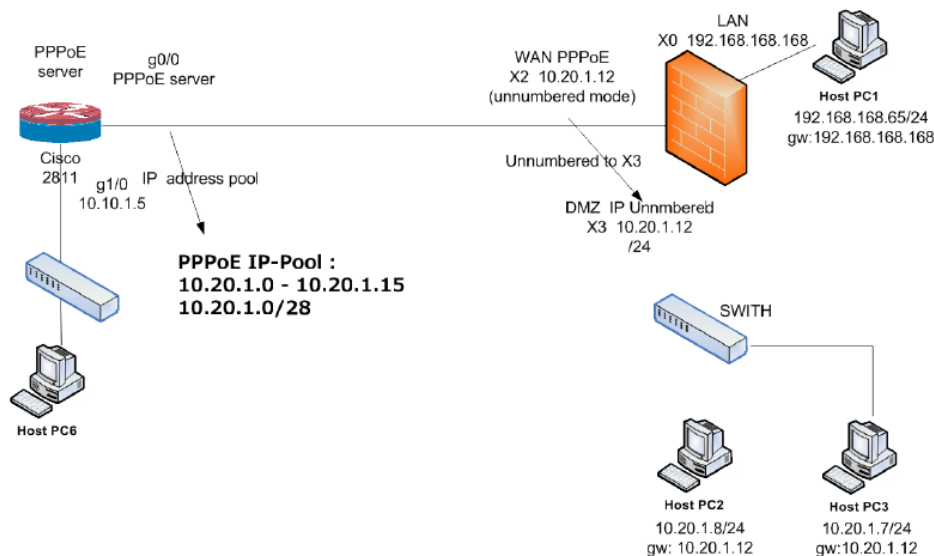 PPPoE
server
g0/0
PPPoE server
Cisco
2811
g1/0
10.10.1.5
IP address pool
PPPoE IP-Pool :
10.20.1.0 - 10.20.1.15
10.20.1.0/28
Host PC6
WAN PPPoE
X2 10.20.1.12
(unnumbered mode)
Unnumbered to X3
DMZ IP Unnmbered
X3 10.20.1.12
/24
LAN
X0 192.168.168.168
Host PC1
192.168.168.65/24
gw:192.168.168.168
SWITH
Host PC2
10.20.1.8/24
gw: 10.20.1.12
Host PC3
10.20.1.7/24
gw:10.20.1.12